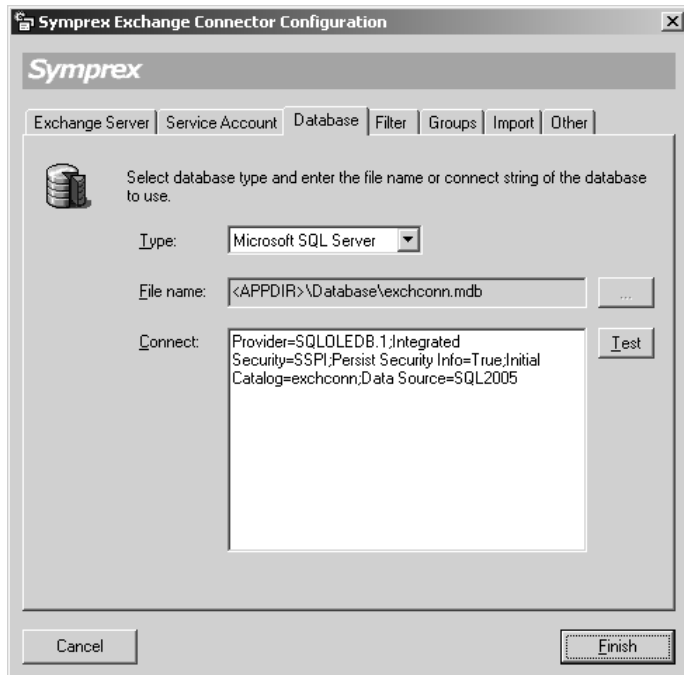 Symprex Exchange Connector Configuration
Symprex
Exchange Server Service Account Database Filter Groups Import Other
Select database type and enter the file name or connect string of the database
to use.
Type: Microsoft SQL Server
File name: <APPDIR>\Database\exchconn.mdb ...
Connect: Provider=SQLOLEDB.1;Integrated Test
Security=SSPI;Persist Security Info=True;Initial
Catalog=exchconn;Data Source=SQL2005
Cancel Finish